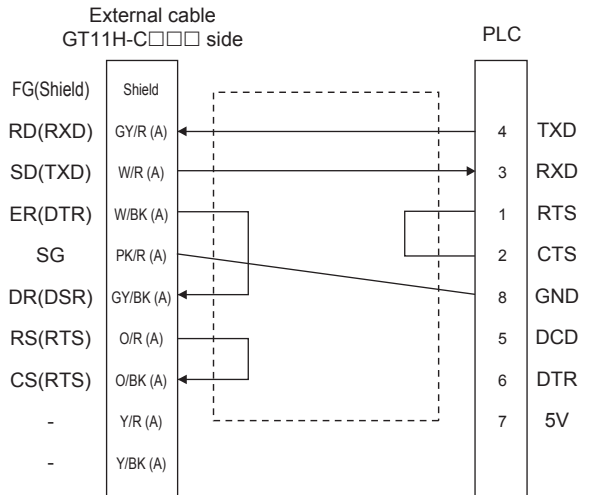 External cable
GT11H-C□□□ side PLC
FG(Shield) Shield
RD(RXD) GY/R (A) 4 TXD
SD(TXD) W/R (A) 3 RXD
ER(DTR) W/BK (A) 1 RTS
SG PK/R (A) 2 CTS
DR(DSR) GY/BK (A) 8 GND
RS(RTS) O/R (A) 5 DCD
CS(RTS) O/BK (A) 6 DTR
- Y/R (A) 7 5V
- Y/BK (A)